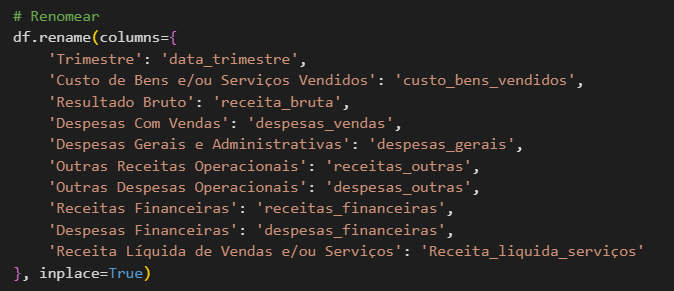 # Renomear
df.rename(columns={
    'Trimestre': 'data_trimestre',
    'Custo de Bens e/ou Serviços Vendidos': 'custo_bens_vendidos',
    'Resultado Bruto': 'receita_bruta',
    'Despesas Com Vendas': 'despesas_vendas',
    'Despesas Gerais e Administrativas': 'despesas_gerais',
    'Outras Receitas Operacionais': 'receitas_outras',
    'Outras Despesas Operacionais': 'despesas_outras',
    'Receitas Financeiras': 'receitas_financeiras',
    'Despesas Financeiras': 'despesas_financeiras',
    'Receita Líquida de Vendas e/ou Serviços': 'Receita_liquida_serviços'
}, inplace=True)